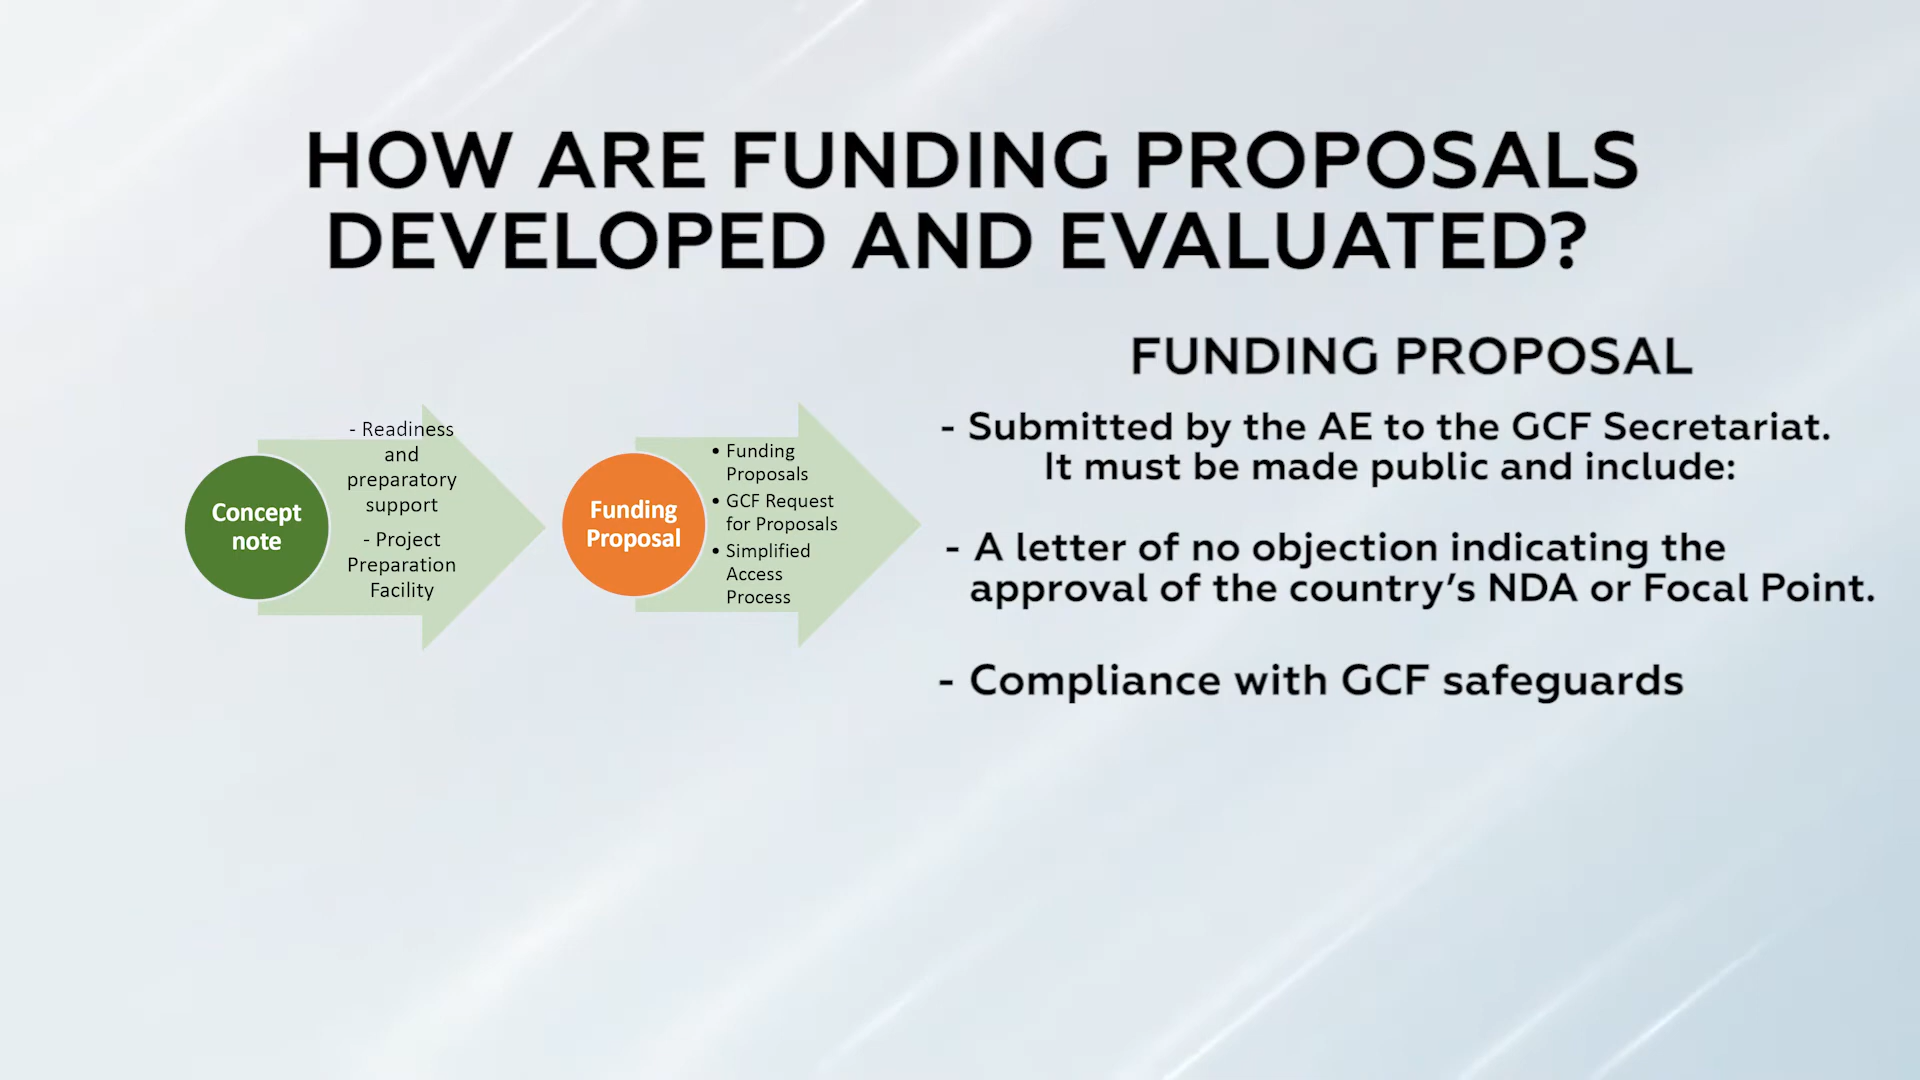 HOW ARE FUNDING PROPOSALS
DEVELOPED AND EVALUATED?
Concept
note
- Readiness
and
preparatory
support
- Project
Preparation
Facility
Funding
Proposal
• Funding
Proposals
• GCF Request
for Proposals
• Simplified
Access
Process
FUNDING PROPOSAL
- Submitted by the AE to the GCF Secretariat.
It must be made public and include:
- A letter of no objection indicating the
approval of the country’s NDA or Focal Point.
- Compliance with GCF safeguards